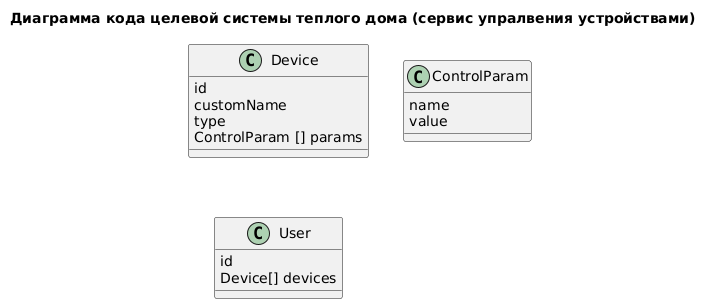 Диаграмма кода целевой системы теплого дома (сервис упралвения устройствами)
C Device
id
customName
type
ControlParam [] params
C ControlParam
name
value
C User
id
Device[] devices